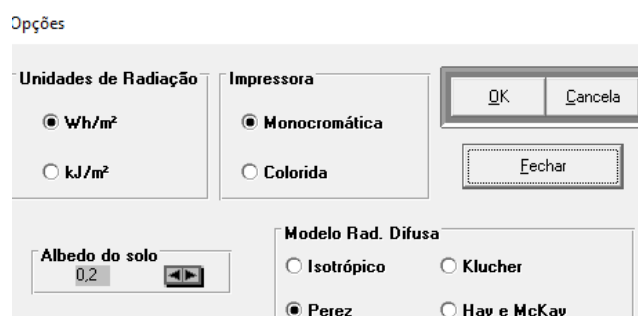 Opções
Unidades de Radiação
Wh/m²
kJ/m²
Impressora
Monocromática
Colorida
OK
Cancela
Fechar
Albedo do solo
0,2
Modelo Rad. Difusa
Isotrópico
Klucher
Perez
Hay e McKay